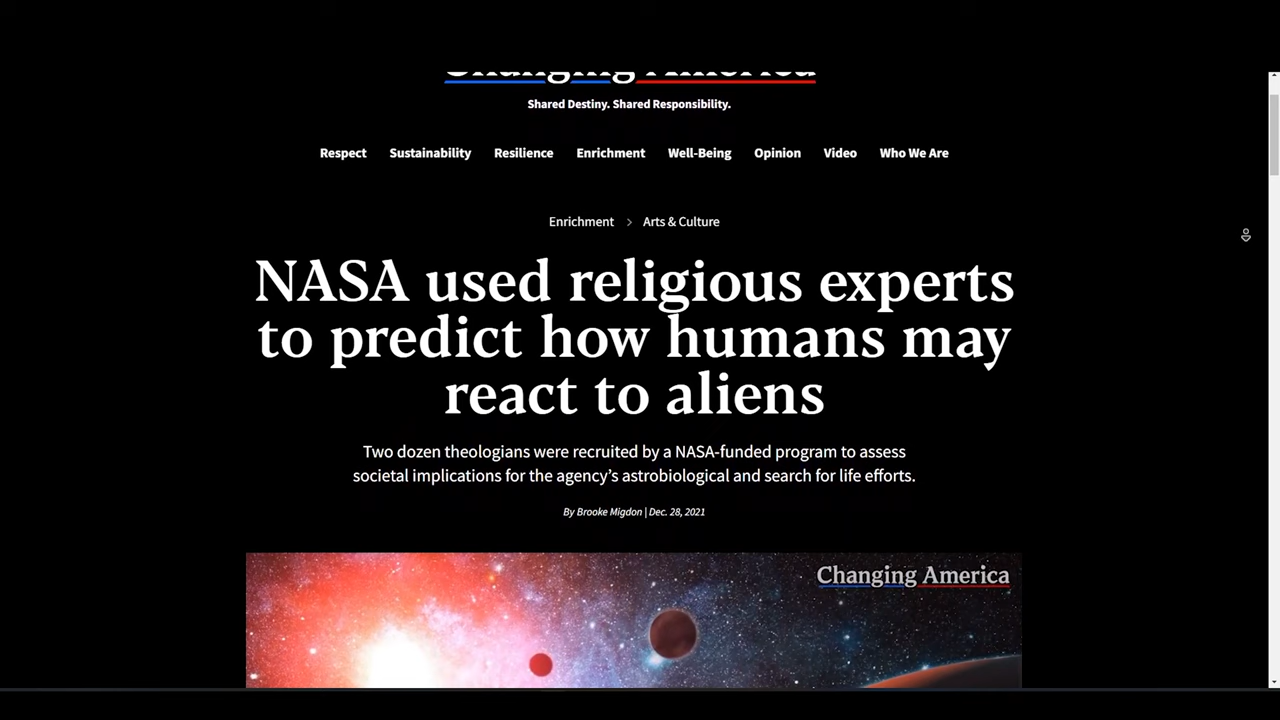 Changing America
Shared Destiny. Shared Responsibility.
Respect Sustainability Resilience Enrichment Well-Being Opinion Video Who We Are
Enrichment > Arts & Culture
NASA used religious experts
to predict how humans may
react to aliens
Two dozen theologians were recruited by a NASA-funded program to assess
societal implications for the agency’s astrobiological and search for life efforts.
By Brooke Migdon | Dec. 28, 2021
Changing America